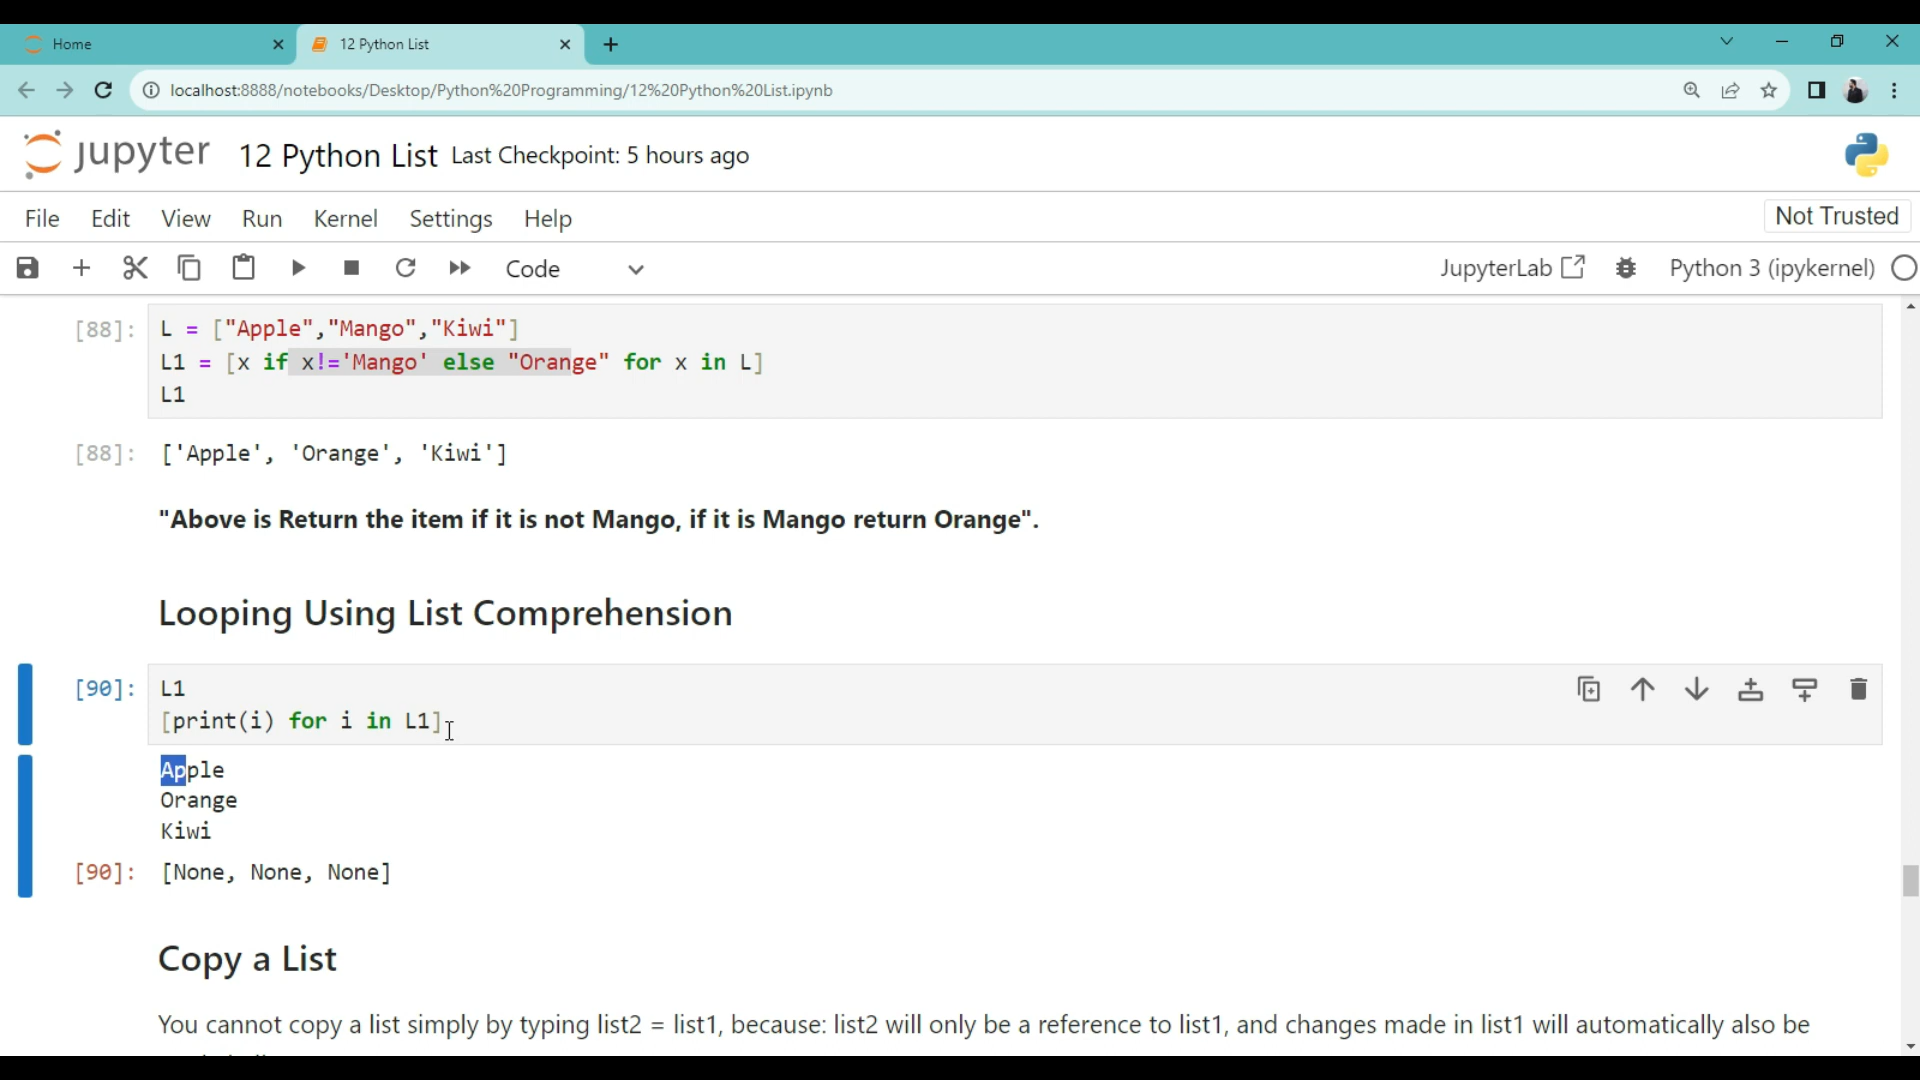 Home
12 Python List
localhost:8888/notebooks/Desktop/Python%20Programming/12%20Python%20List.ipynb
jupyter 12 Python List Last Checkpoint: 5 hours ago
File Edit View Run Kernel Settings Help
Not Trusted
Code
JupyterLab
Python 3 (ipykernel)
[88]: L = ["Apple","Mango","Kiwi"]
L1 = [x if x!='Mango' else "Orange" for x in L]
L1
[88]: ['Apple', 'Orange', 'Kiwi']
"Above is Return the item if it is not Mango, if it is Mango return Orange".
Looping Using List Comprehension
[90]: L1
[print(i) for i in L1]
Apple
Orange
Kiwi
[90]: [None, None, None]
Copy a List
You cannot copy a list simply by typing list2 = list1, because: list2 will only be a reference to list1, and changes made in list1 will automatically also be